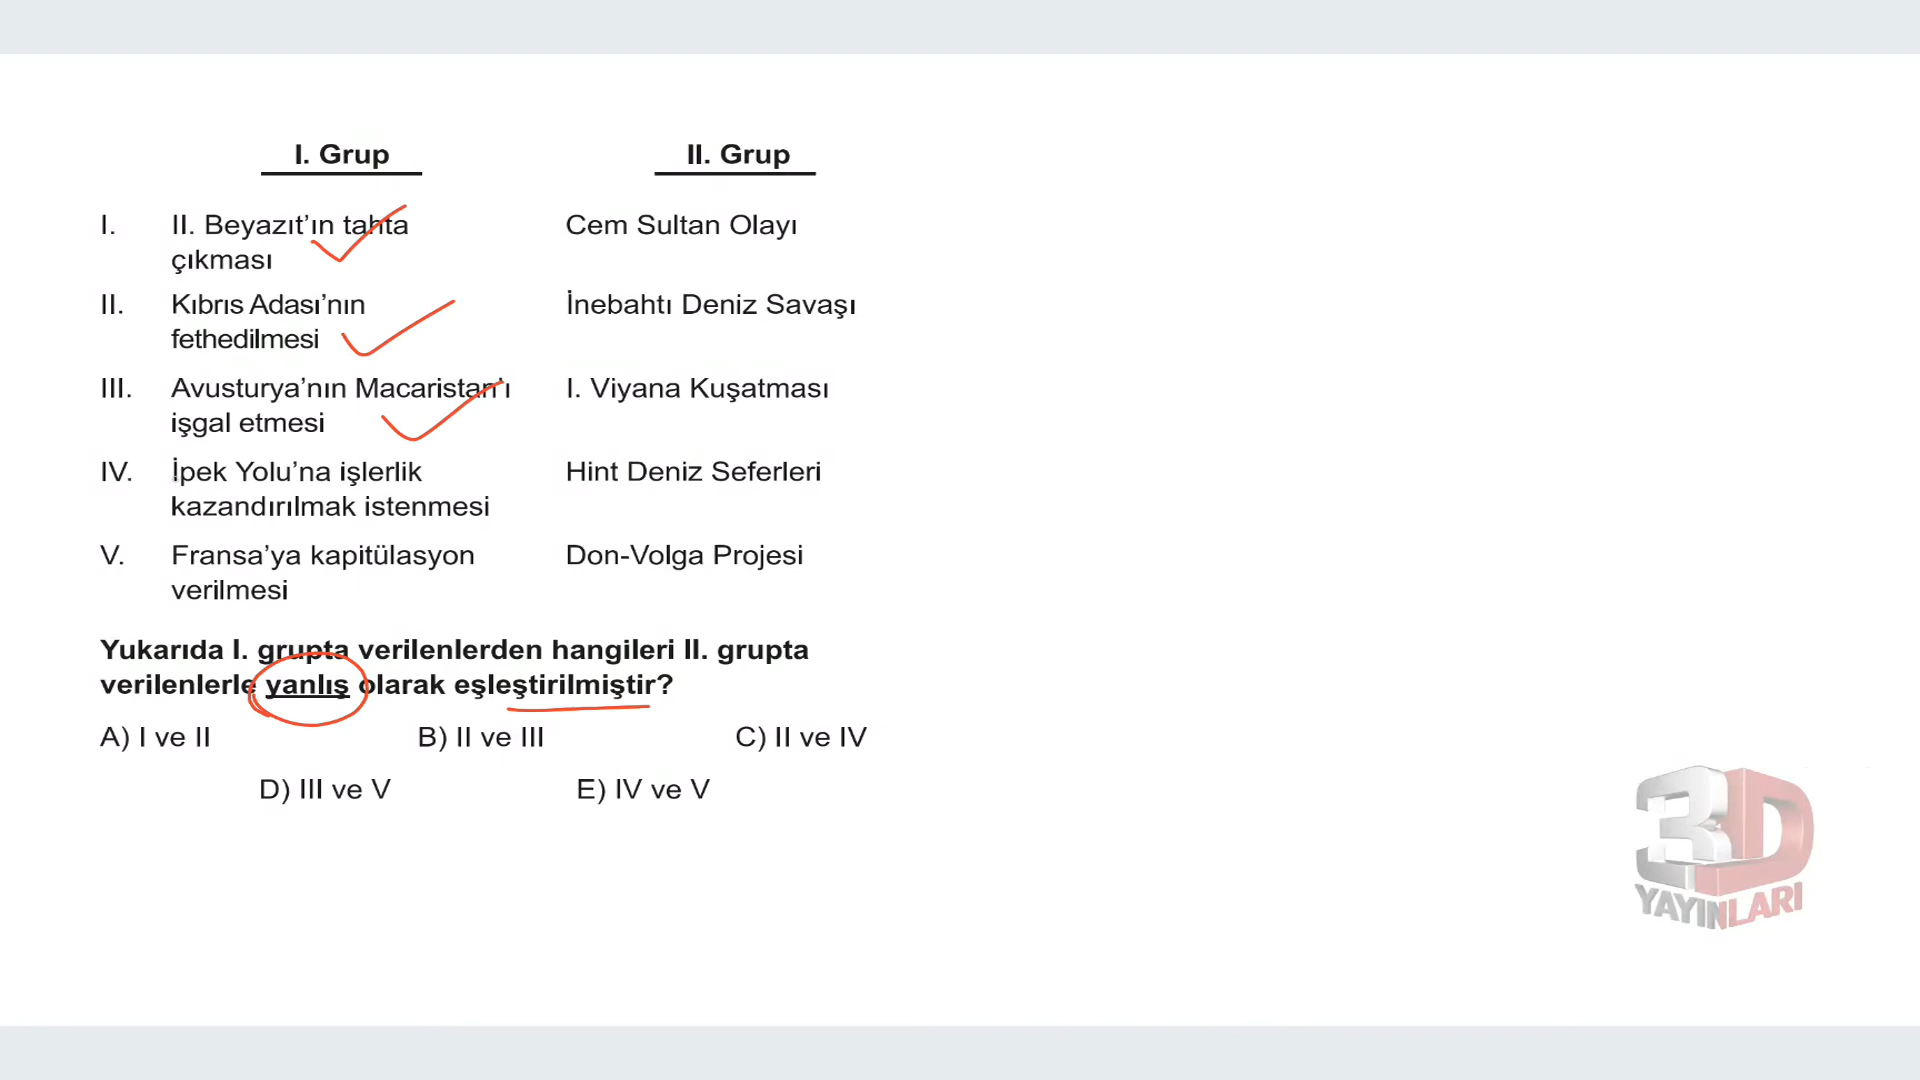 I. Grup II. Grup
I. II. Beyazıt’ın tahta Cem Sultan Olayı
çıkması
II. Kıbrıs Adası’nın İnebahtı Deniz Savaşı
fethedilmesi
III. Avusturya’nın Macaristan’ı I. Viyana Kuşatması
işgal etmesi
IV. İpek Yolu’na işlerlik Hint Deniz Seferleri
kazandırılmak istenmesi
V. Fransa’ya kapitülasyon Don-Volga Projesi
verilmesi
Yukarıda I. grupta verilenlerden hangileri II. grupta
verilenlerle yanlış olarak eşleştirilmiştir?
A) I ve II B) II ve III C) II ve IV
D) III ve V E) IV ve V
3D
YAYINLARI